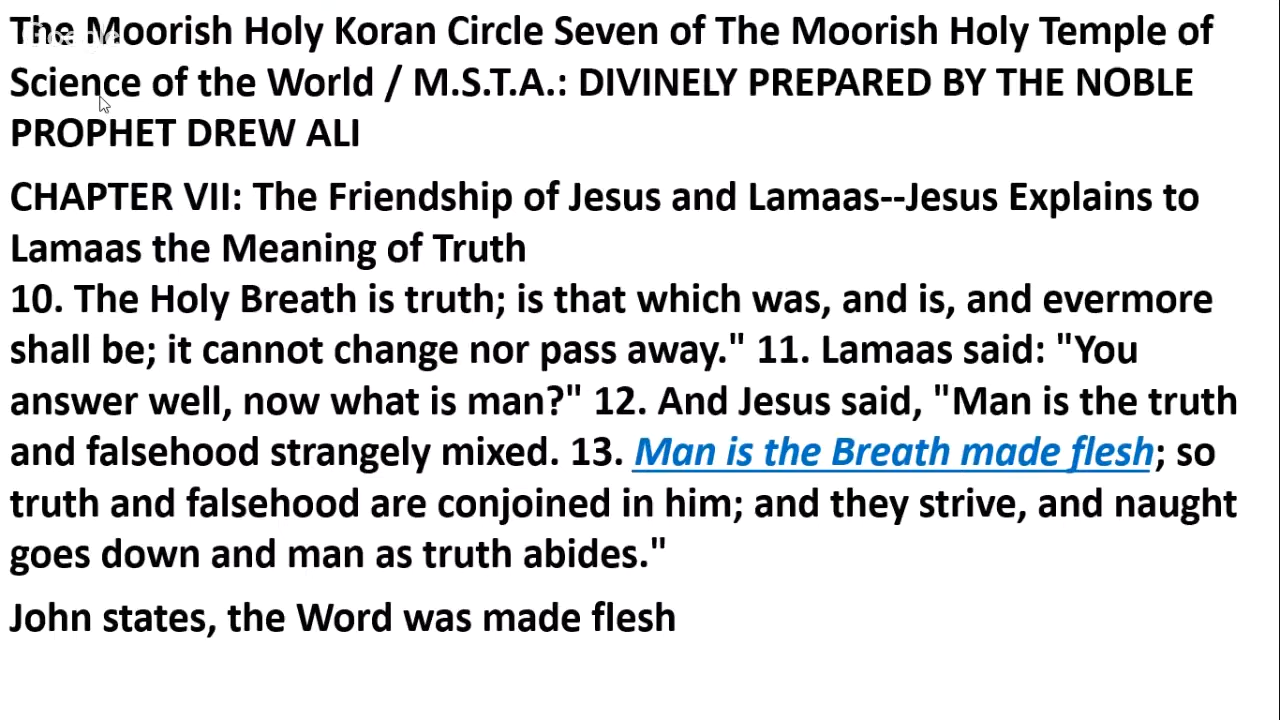 The Moorish Holy Koran Circle Seven of The Moorish Holy Temple of
Science of the World / M.S.T.A.: DIVINELY PREPARED BY THE NOBLE
PROPHET DREW ALI
CHAPTER VII: The Friendship of Jesus and Lamaas--Jesus Explains to
Lamaas the Meaning of Truth
10. The Holy Breath is truth; is that which was, and is, and evermore
shall be; it cannot change nor pass away." 11. Lamaas said: "You
answer well, now what is man?" 12. And Jesus said, "Man is the truth
and falsehood strangely mixed. 13. Man is the Breath made flesh; so
truth and falsehood are conjoined in him; and they strive, and naught
goes down and man as truth abides."
John states, the Word was made flesh
Google